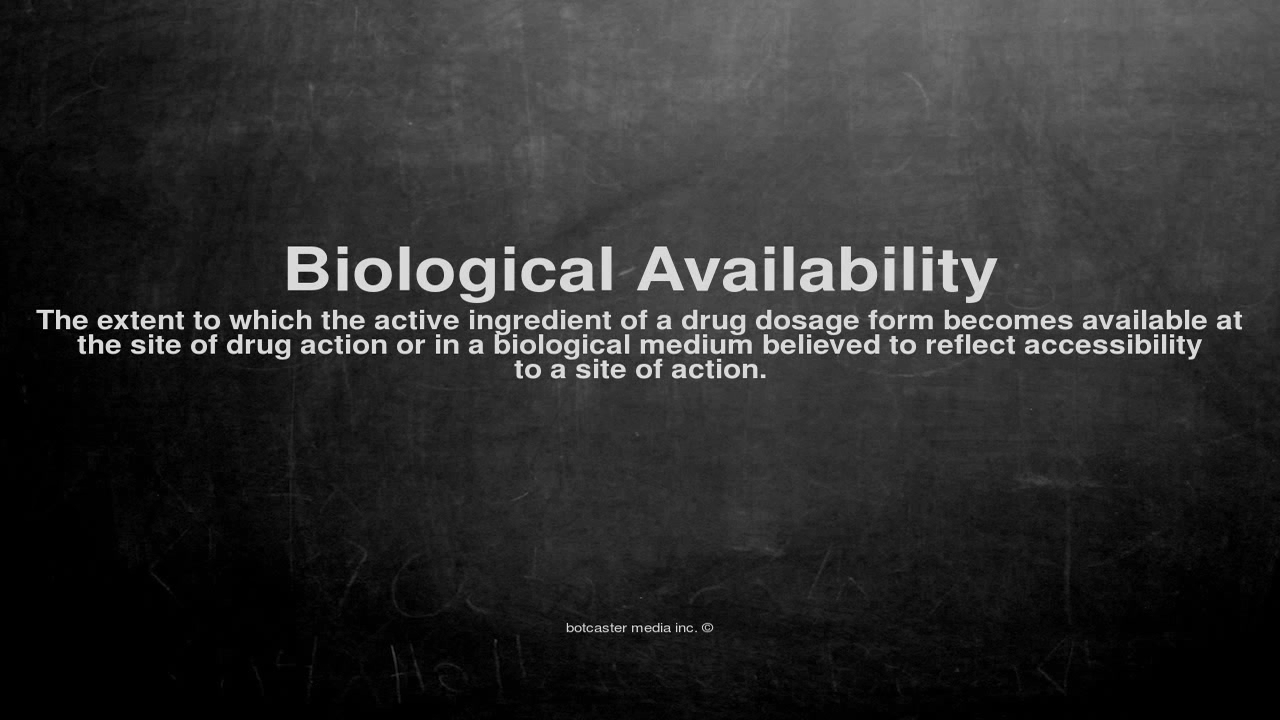 Biological Availability
The extent to which the active ingredient of a drug dosage form becomes available at
the site of drug action or in a biological medium believed to reflect accessibility
to a site of action.
botcaster media inc. ©